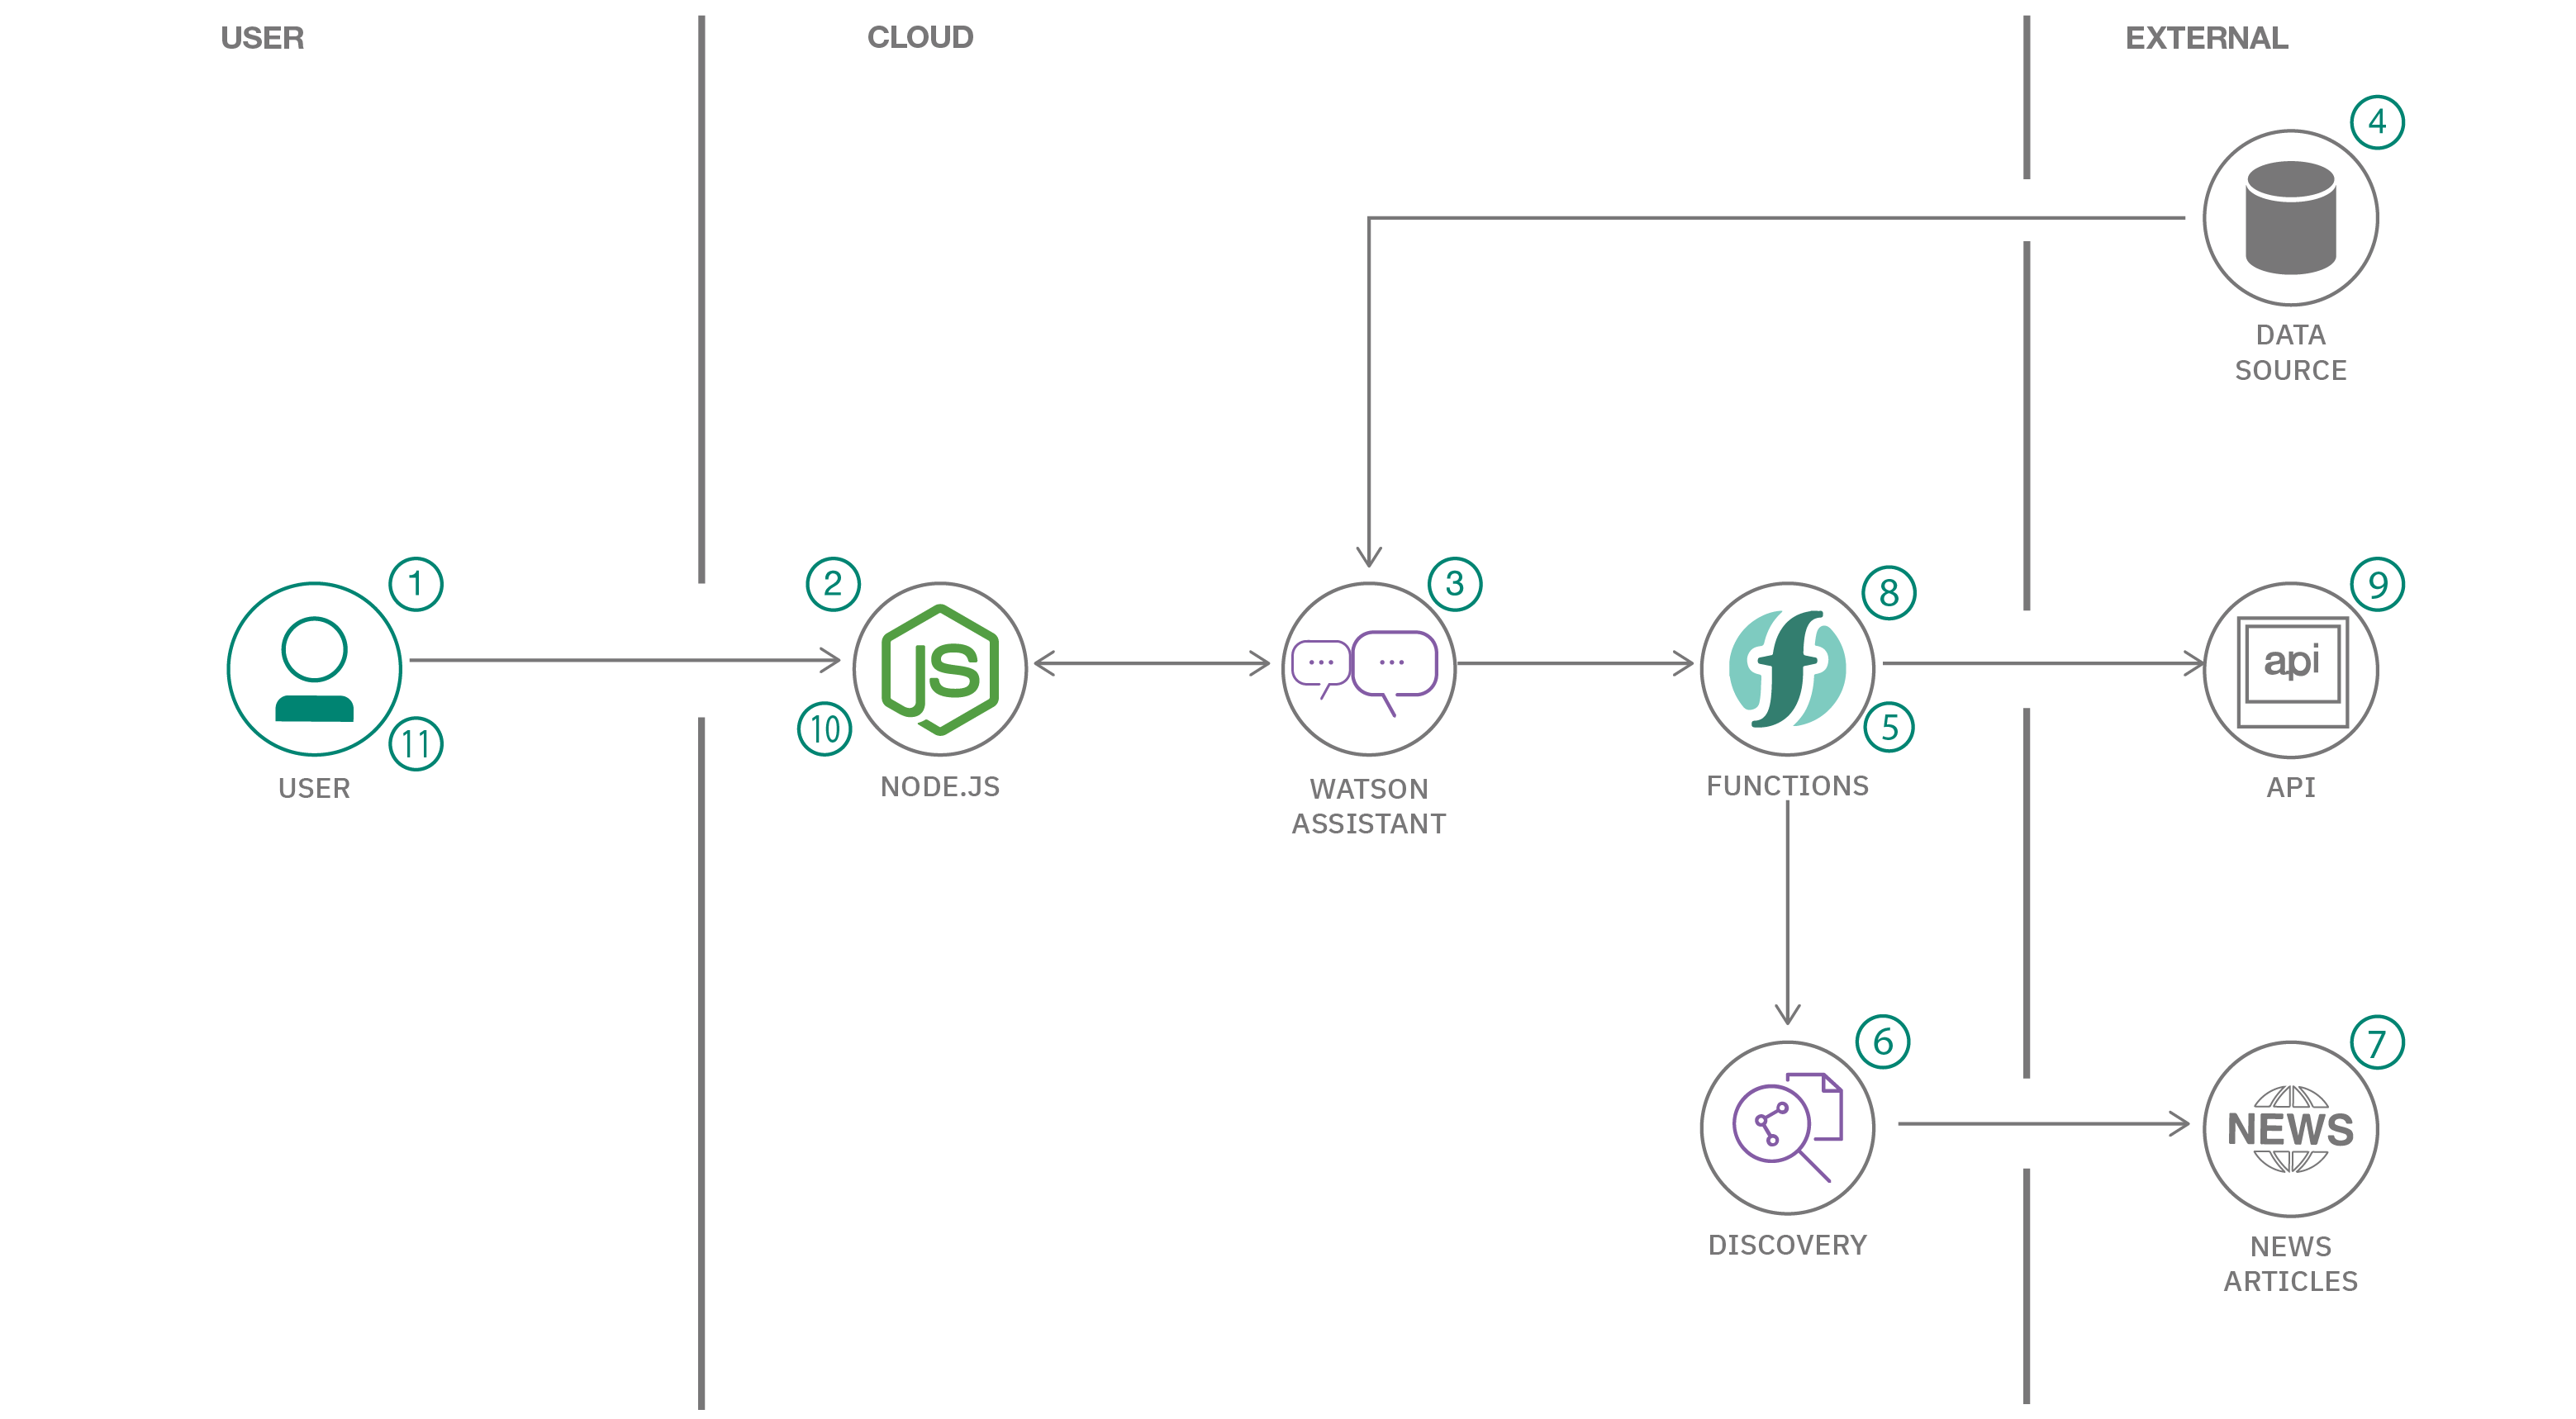 USER
CLOUD
EXTERNAL
4
DATA
SOURCE
1
11
USER
2
10
JS
NODE.JS
3
WATSON
ASSISTANT
8
5
FUNCTIONS
9
api
API
6
DISCOVERY
7
NEWS
NEWS
ARTICLES